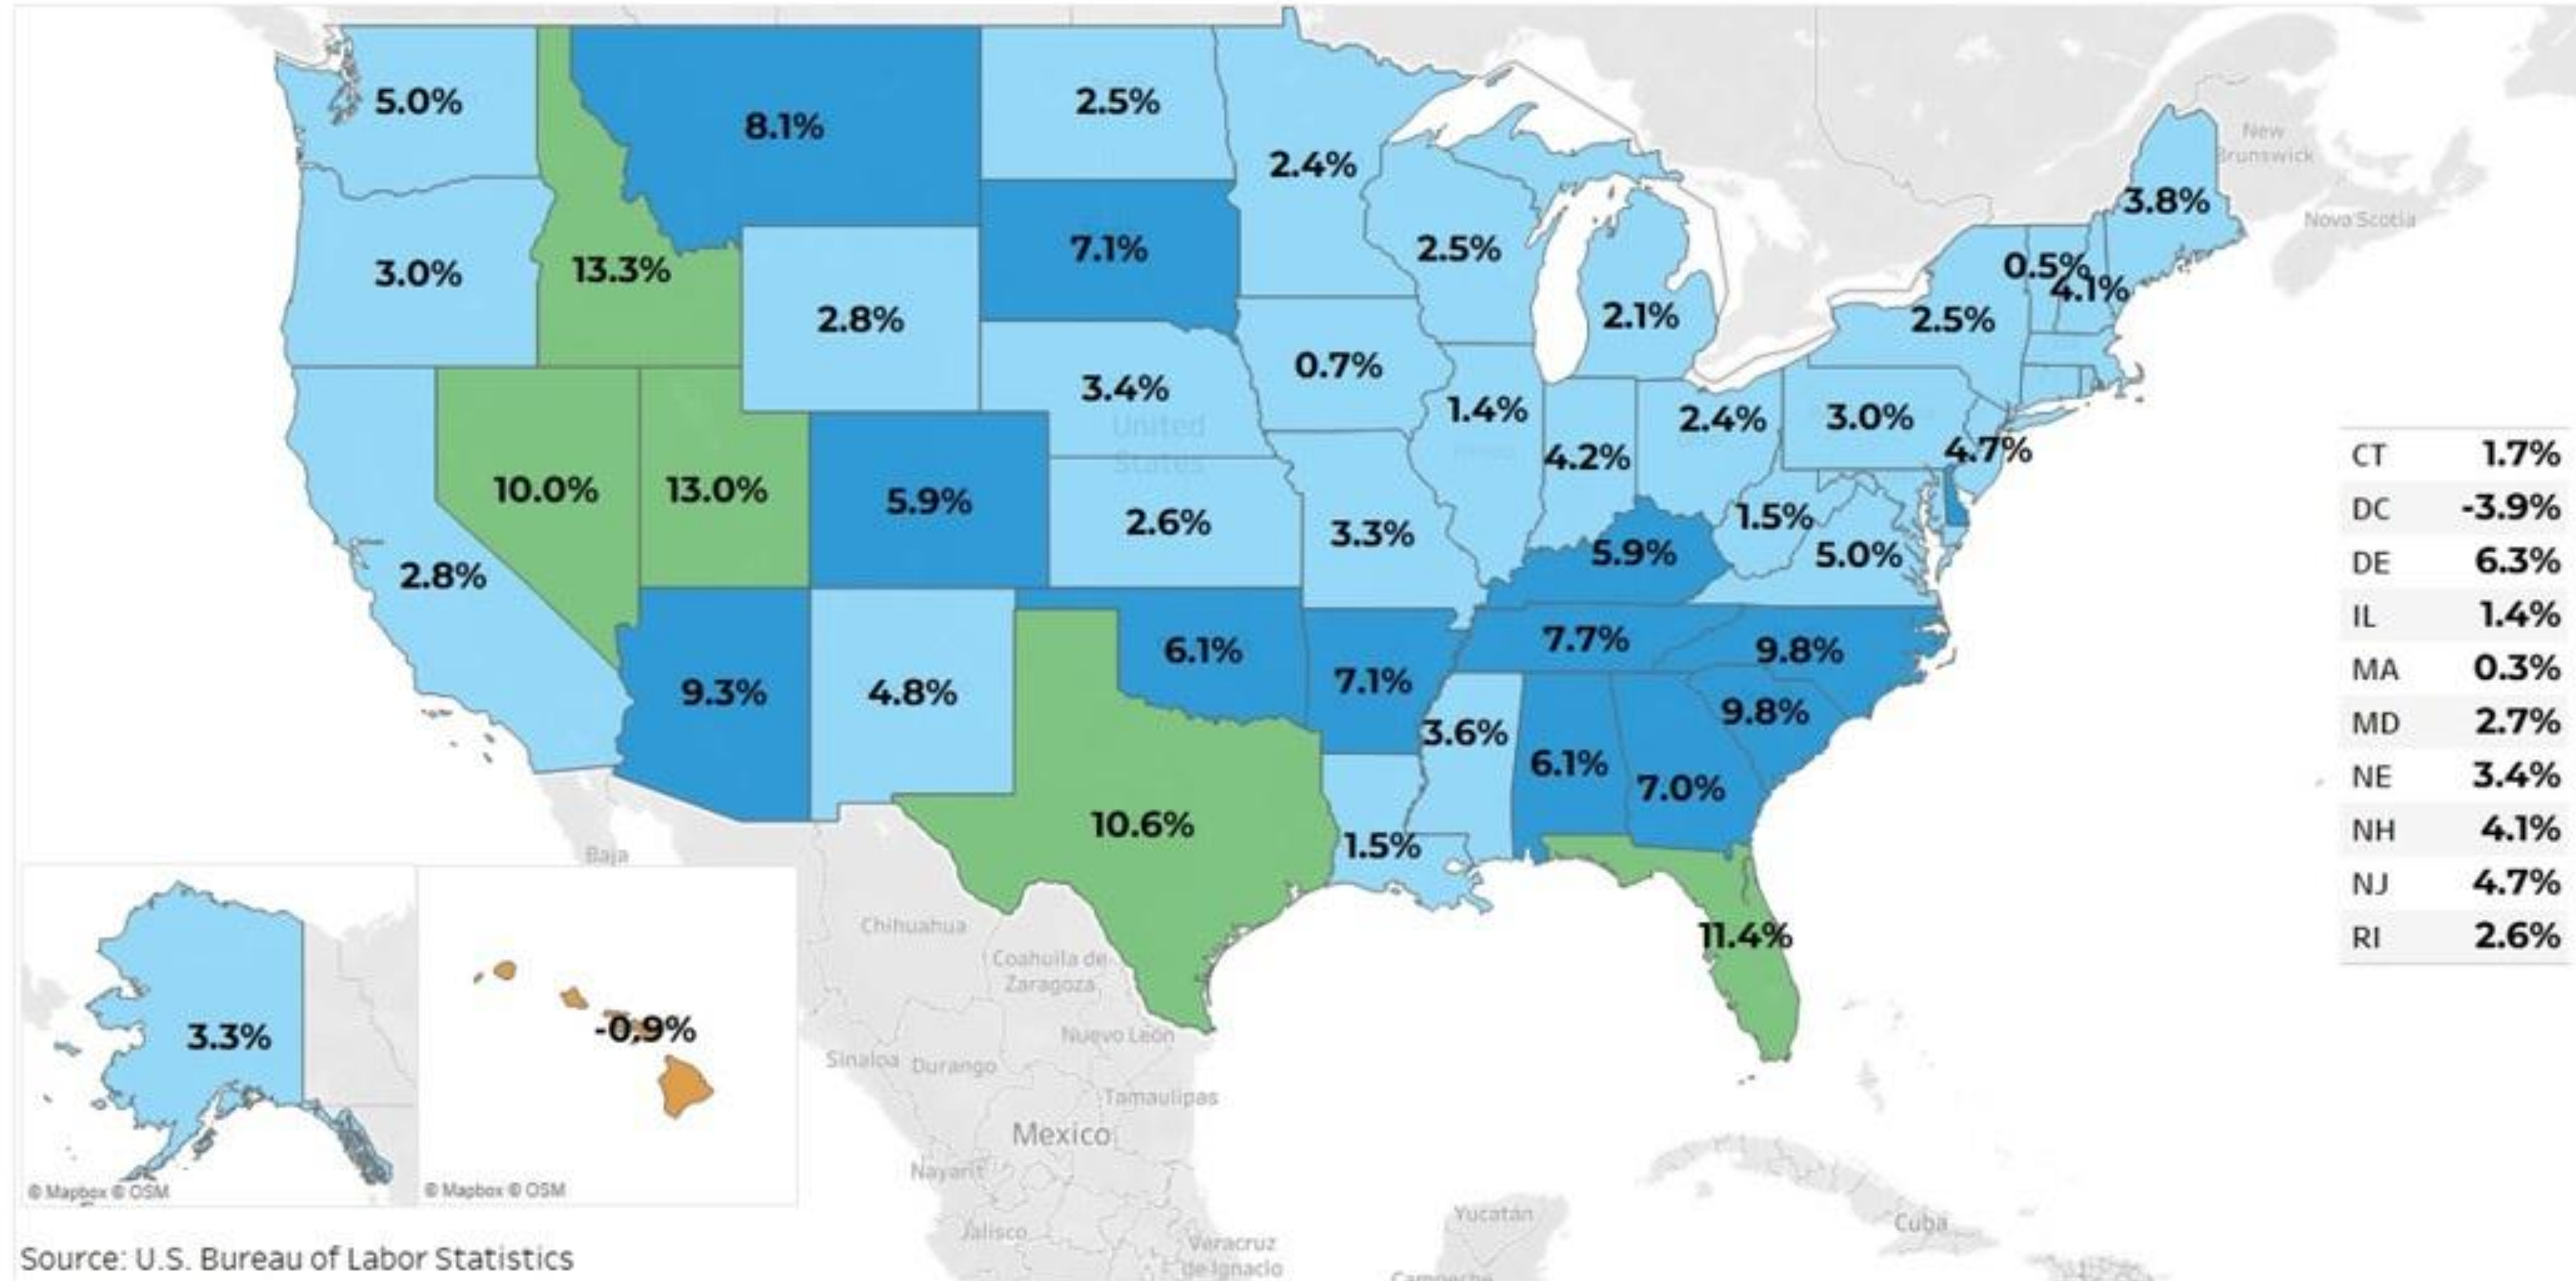 5.0%
8.1%
2.5%
2.4%
3.8%
New
Brunswick
Nova Scotia
3.0%
13.3%
2.8%
7.1%
2.5%
2.1%
0.5%
4.1%
2.5%
3.4%
United
States
0.7%
1.4%
4.2%
2.4%
3.0%
4.7%
10.0%
13.0%
5.9%
2.6%
3.3%
5.9%
1.5%
5.0%
2.8%
9.3%
4.8%
6.1%
7.1%
7.7%
9.8%
9.8%
3.6%
6.1%
7.0%
10.6%
1.5%
11.4%
CT 1.7%
DC -3.9%
DE 6.3%
IL 1.4%
MA 0.3%
MD 2.7%
NE 3.4%
NH 4.1%
NJ 4.7%
RI 2.6%
Baja
Chihuahua
Coahuila de
Zaragoza
Nuevo León
Sinaloa
Durango
Tamaulipas
Mexico
Nayarit
Jalisco
Veracruz
de Ignacio
Yucatán
Campeche
Cuba
3.3%
© Mapbox © OSM
-0.9%
© Mapbox © OSM
Source: U.S. Bureau of Labor Statistics